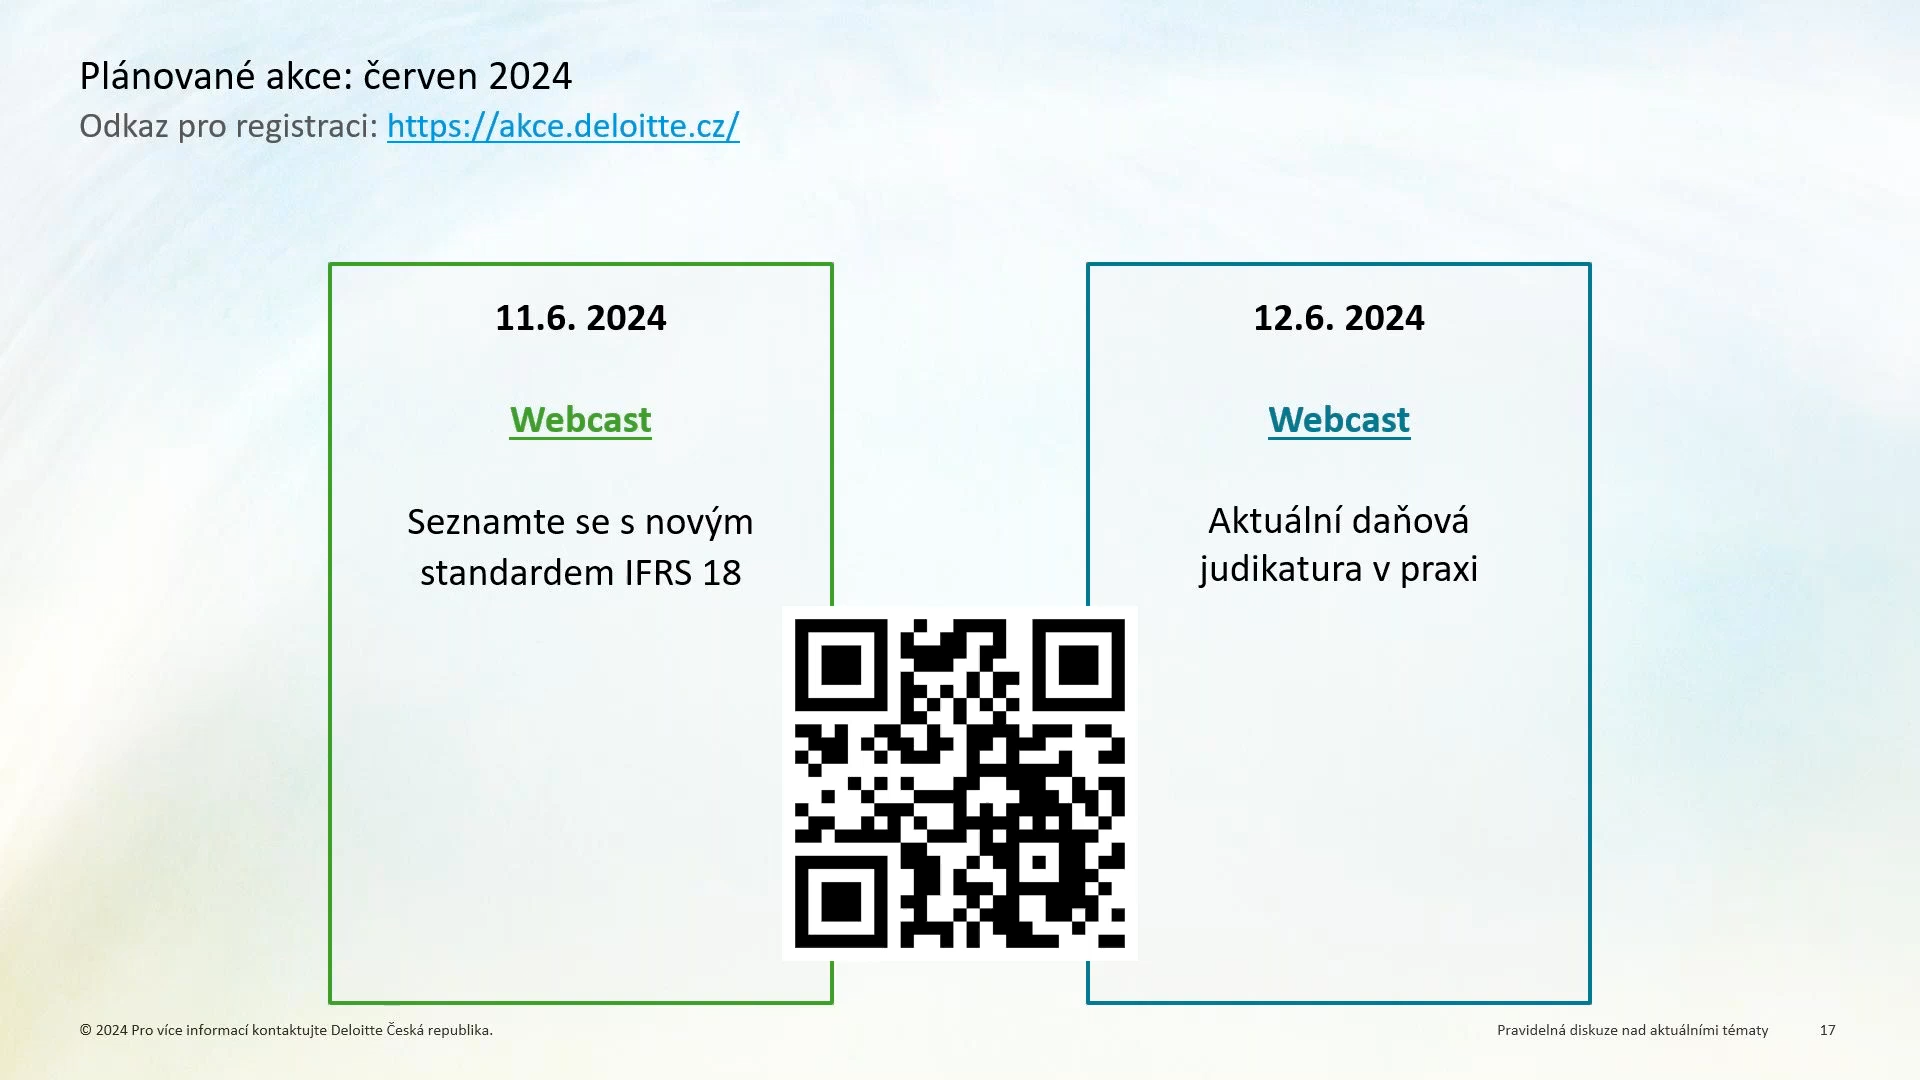 Plánované akce: červen 2024
Odkaz pro registraci: https://akce.deloitte.cz/
11.6. 2024
Webcast
Seznamte se s novým
standardem IFRS 18
12.6. 2024
Webcast
Aktuální daňová
judikatura v praxi
© 2024 Pro více informací kontaktujte Deloitte Česká republika.
Pravidelná diskuze nad aktuálními tématy
17